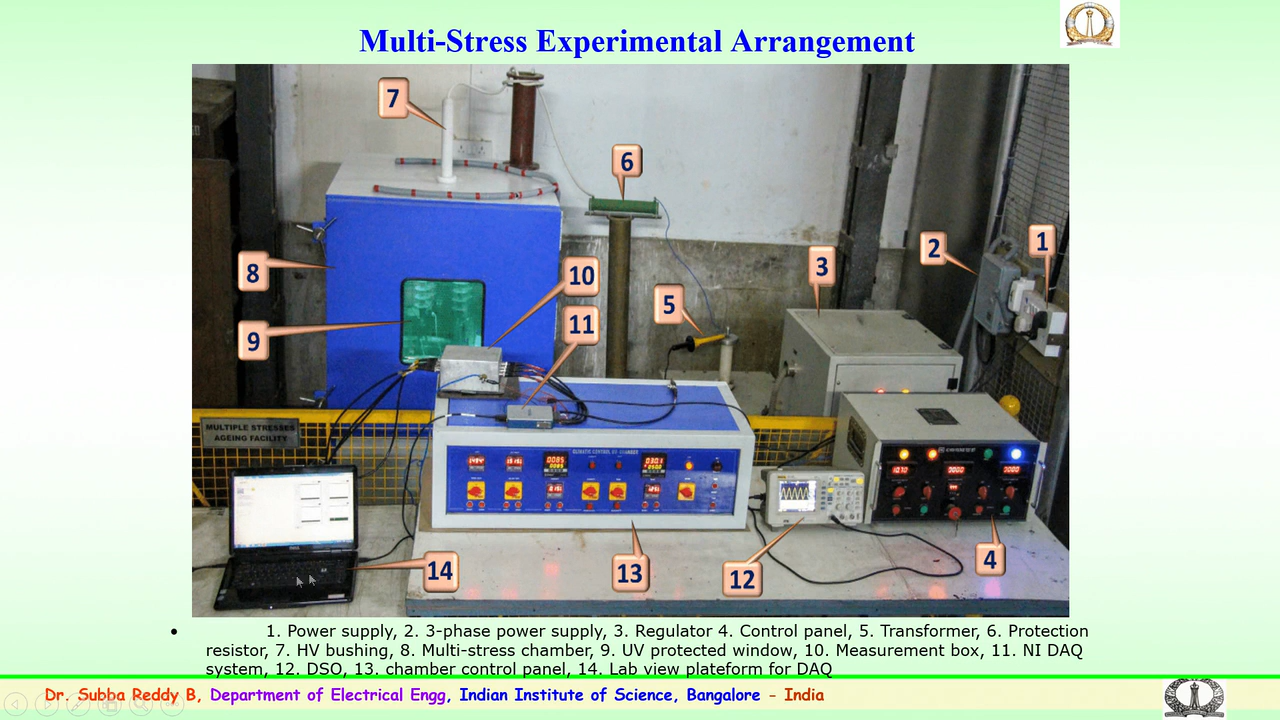 Multi-Stress Experimental Arrangement
7
6
1
2
3
8
10
5
11
9
MULTIPLE STRESSES
AGEING FACILITY
14
13
12
4
• 1. Power supply, 2. 3-phase power supply, 3. Regulator 4. Control panel, 5. Transformer, 6. Protection
resistor, 7. HV bushing, 8. Multi-stress chamber, 9. UV protected window, 10. Measurement box, 11. NI DAQ
system, 12. DSO, 13. chamber control panel, 14. Lab view plateform for DAQ
Dr. Subba Reddy B, Department of Electrical Engg, Indian Institute of Science, Bangalore - India